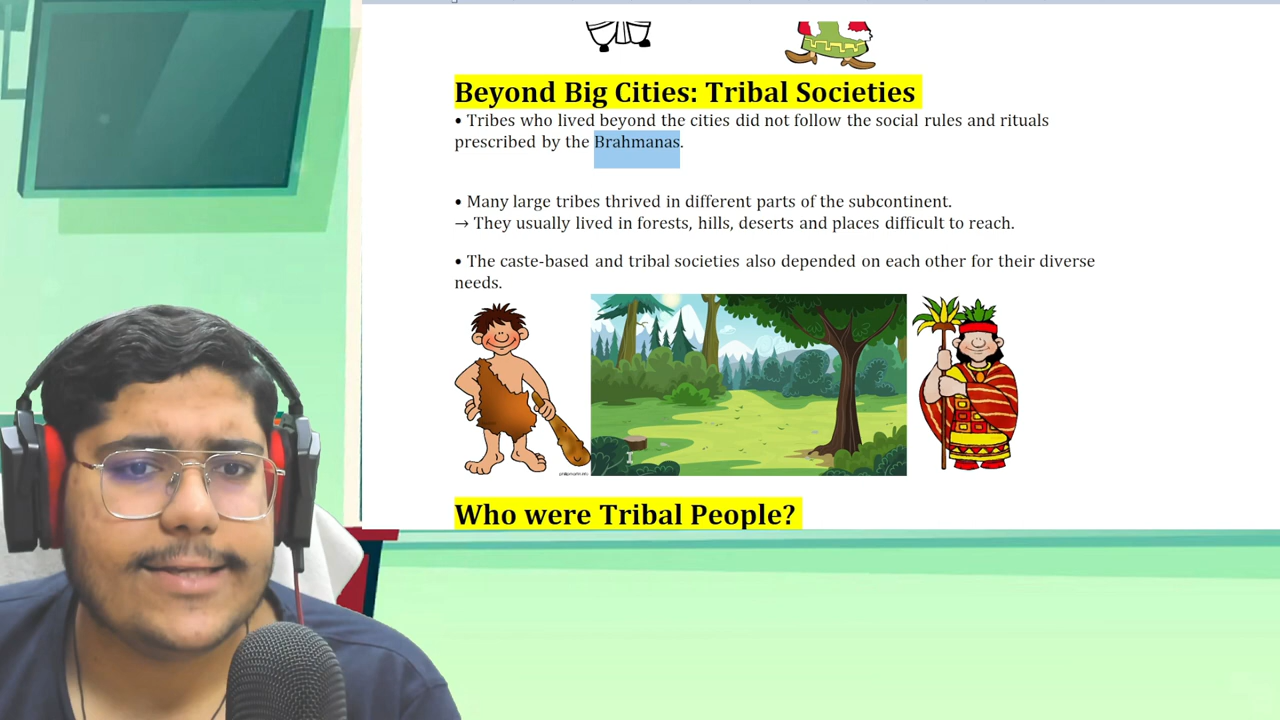 Beyond Big Cities: Tribal Societies
• Tribes who lived beyond the cities did not follow the social rules and rituals
prescribed by the Brahmanas.
• Many large tribes thrived in different parts of the subcontinent.
→ They usually lived in forests, hills, deserts and places difficult to reach.
• The caste-based and tribal societies also depended on each other for their diverse
needs.
Who were Tribal People?